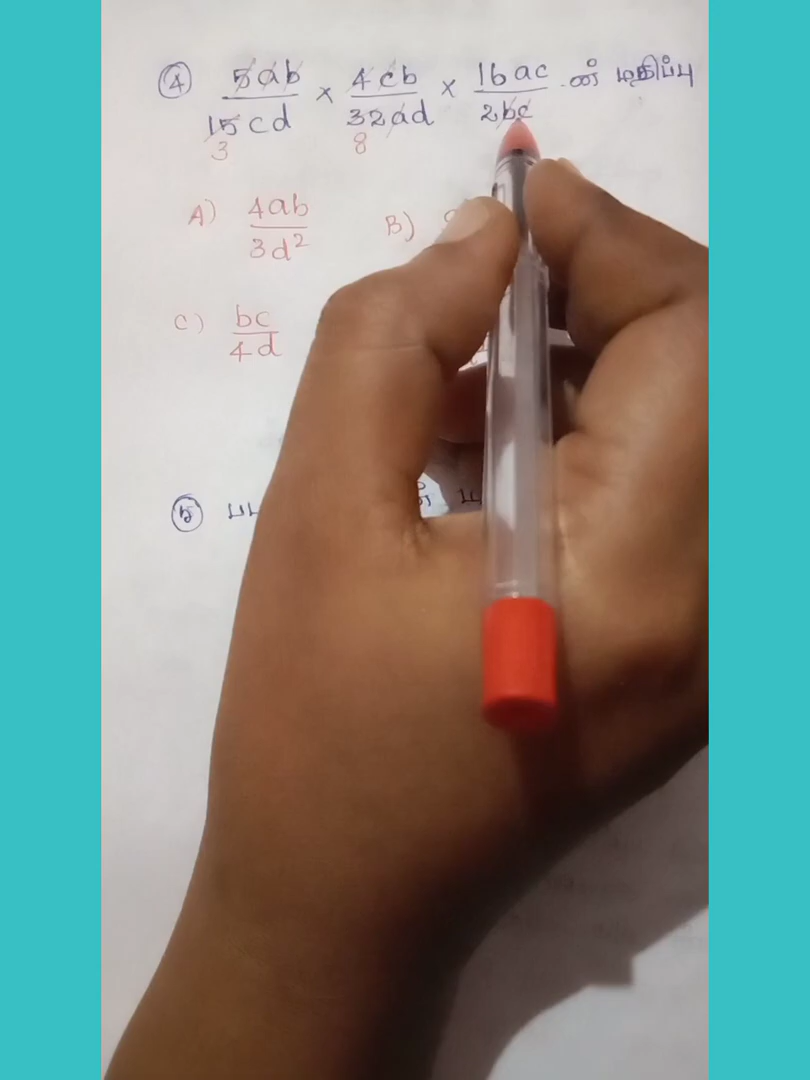 ④ 5ab/15cd × 4cb/32ad × 16ac/2bc ன் மதிப்பு
3 8
A) 4ab/3d² B)
C) bc/4d
⑤